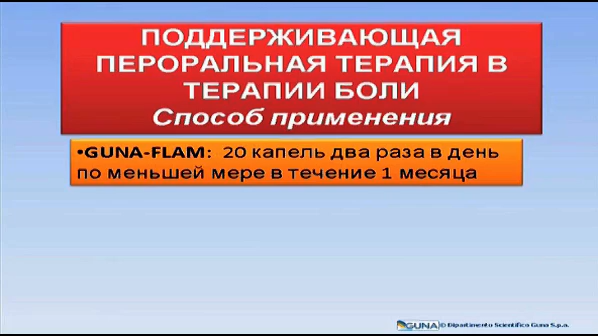 ПОДДЕРЖИВАЮЩАЯ
ПЕРОРАЛЬНАЯ ТЕРАПИЯ В
ТЕРАПИИ БОЛИ
Способ применения
•GUNA-FLAM: 20 капель два раза в день
по меньшей мере в течение 1 месяца
GUNA © Dipartimento Scientifico Guna S.p.a.